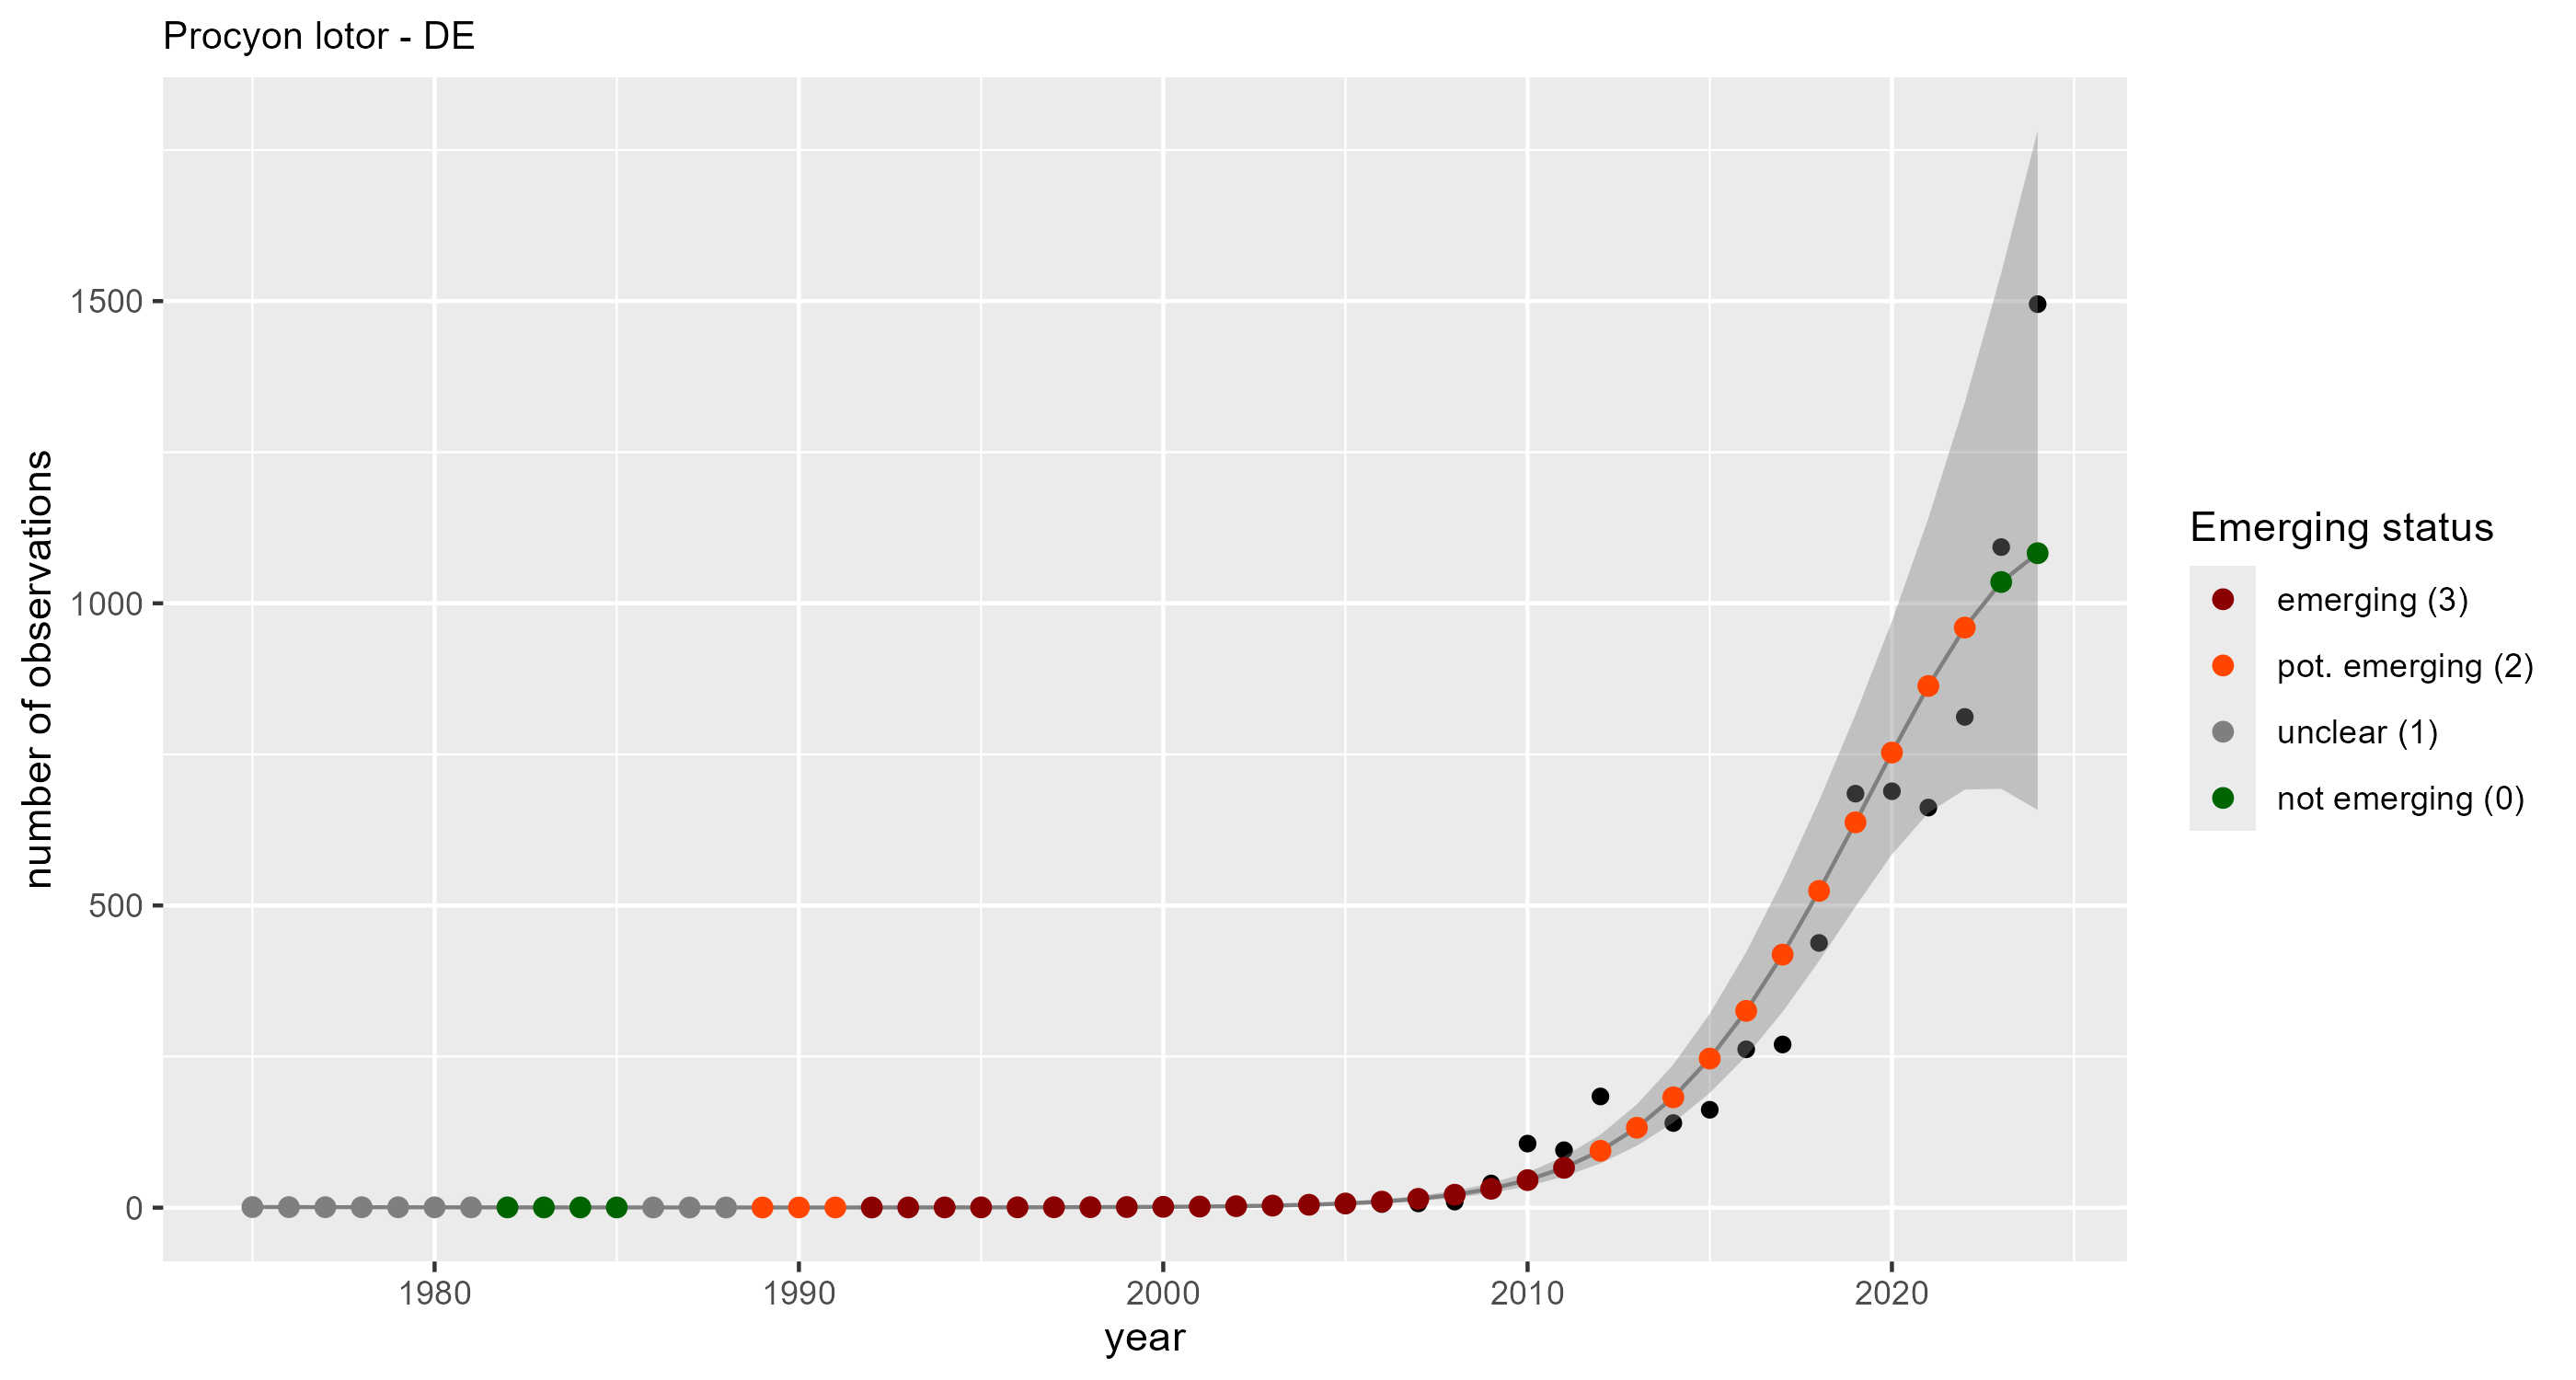 Procyon lotor - DE
number of observations
1500
1000
500
0
1980
1990
2000
2010
2020
year
Emerging status
emerging (3)
pot. emerging (2)
unclear (1)
not emerging (0)